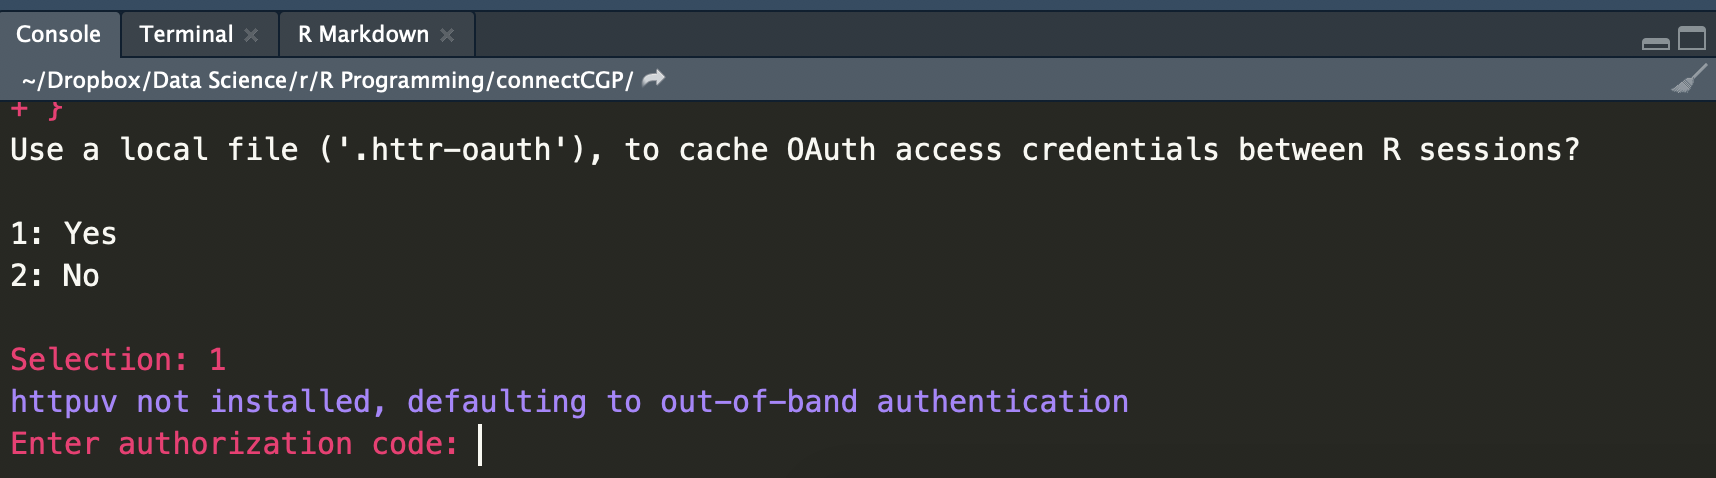 Console Terminal × R Markdown ×
~/Dropbox/Data Science/r/R Programming/connectCGP/
+ }
Use a local file ('.httr-oauth'), to cache OAuth access credentials between R sessions?
1: Yes
2: No
Selection: 1
httpuv not installed, defaulting to out-of-band authentication
Enter authorization code: